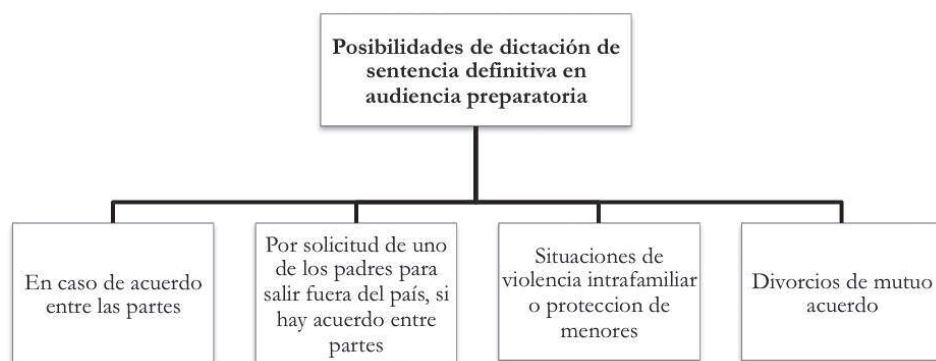 Posibilidades de dictación de
sentencia definitiva en
audiencia preparatoria
En caso de acuerdo
entre las partes
Por solicitud de uno
de los padres para
salir fuera del país, si
hay acuerdo entre
partes
Situaciones de
violencia intrafamiliar
o proteccion de
menores
Divorcios de mutuo
acuerdo